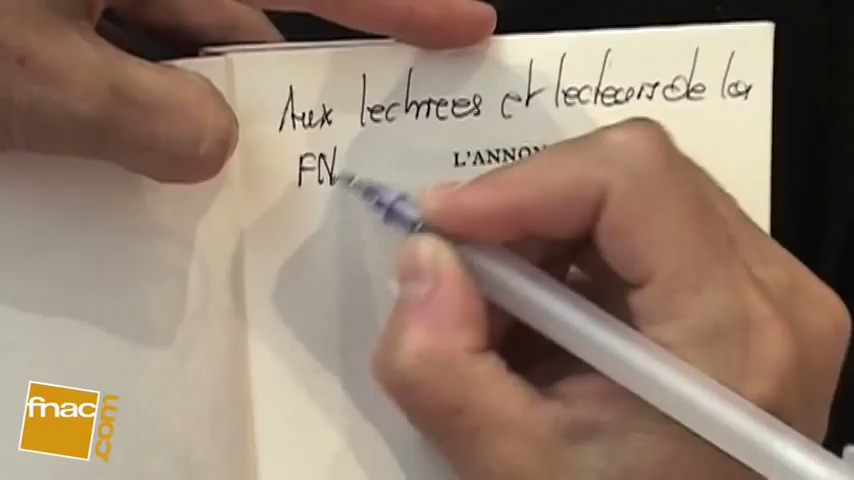 Aux lectrices et lecteurs de la
FN
L'ANNON
fnac
.com